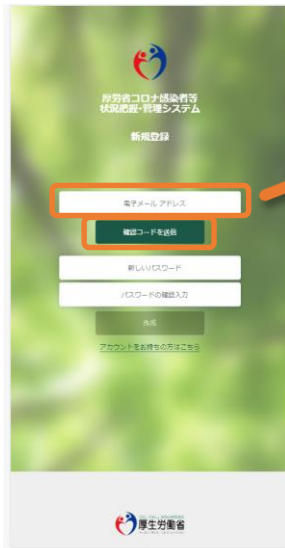 厚労省コロナ感染者等
状況把握・管理システム
新規登録
電子メール アドレス
確認コードを送信
新しいパスワード
パスワードの確認入力
作成
アカウントをお持ちの方はこちら
厚生労働省